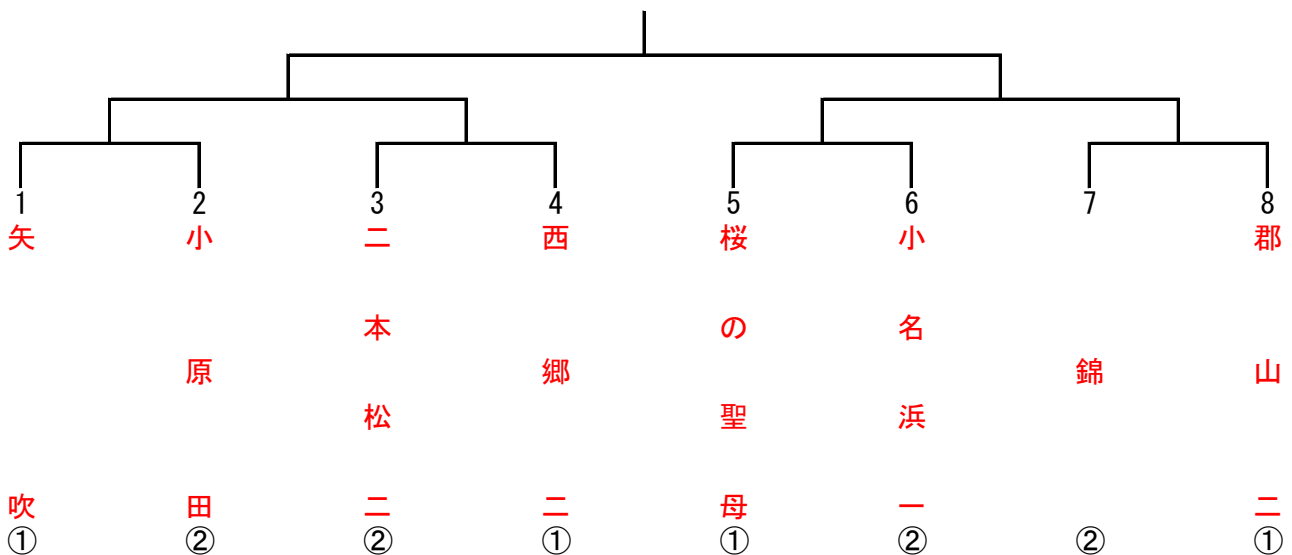 1 2 3 4 5 6 7 8
矢吹
小原田
二本松二
西郷二
桜の聖母
小名浜一
錦
郡山二
① ② ② ① ① ② ② ①